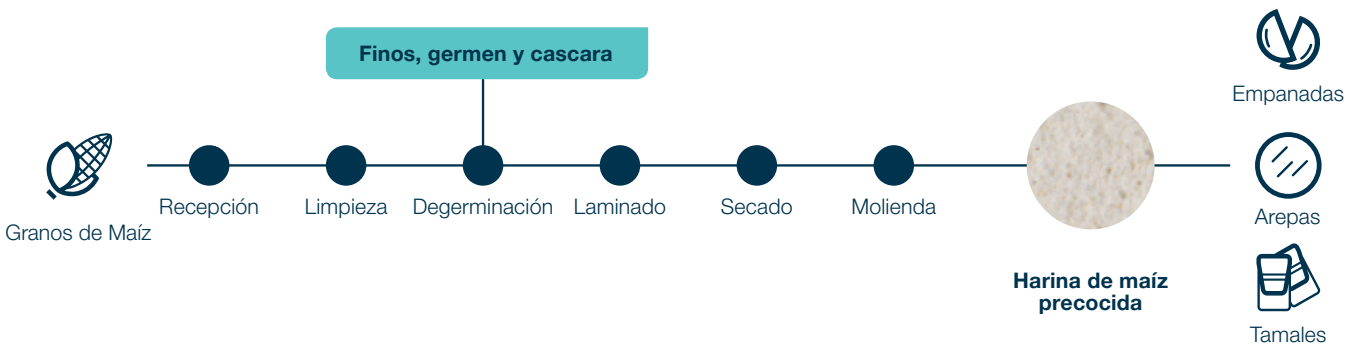 Finos, germen y cascara
Granos de Maíz
Recepción
Limpieza
Degerminación
Laminado
Secado
Molienda
Harina de maíz
precocida
Empanadas
Arepas
Tamales